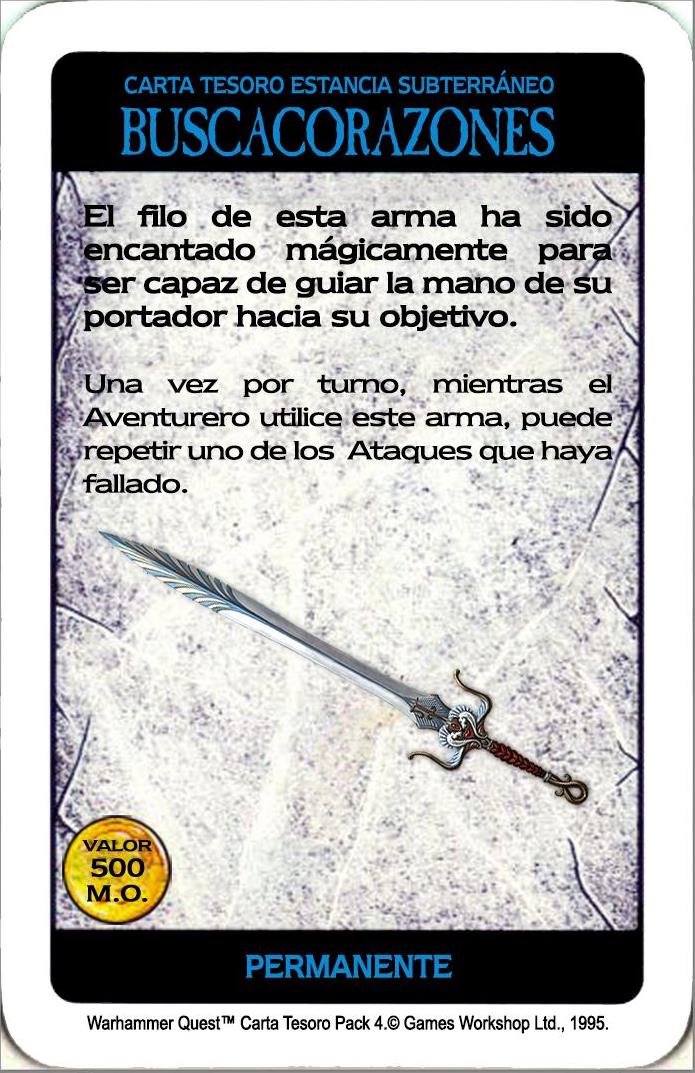 CARTA TESORO ESTANCIA SUBTERRÁNEO
BUSCACORAZONES
El filo de esta arma ha sido
encantado mágicamente para
ser capaz de guiar la mano de su
portador hacia su objetivo.
Una vez por turno, mientras el
Aventurero utilice este arma, puede
repetir uno de los Ataques que haya
fallado.
VALOR
500
M.O.
PERMANENTE
Warhammer Quest™ Carta Tesoro Pack 4.© Games Workshop Ltd., 1995.